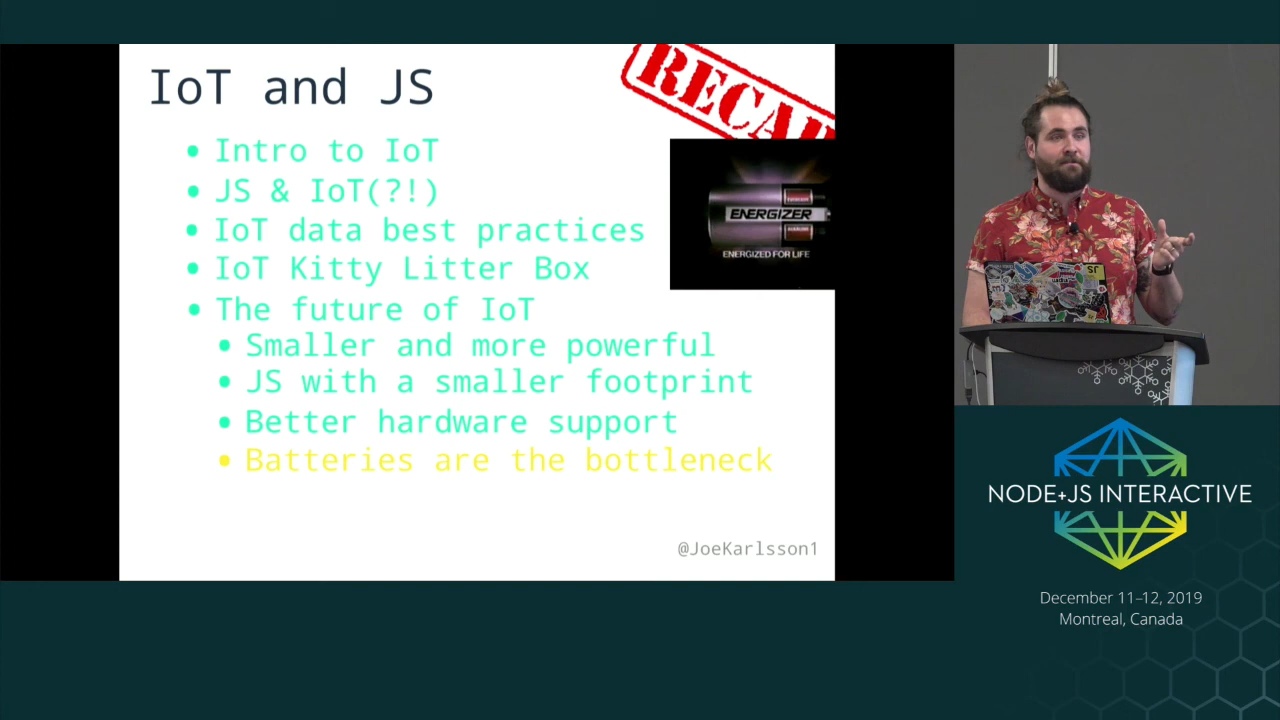 IoT and JS
RECAP
• Intro to IoT
• JS & IoT(?!)
• IoT data best practices
• IoT Kitty Litter Box
• The future of IoT
• Smaller and more powerful
• JS with a smaller footprint
• Better hardware support
• Batteries are the bottleneck
ENERGIZER
ENERGIZED FOR LIFE
@JoeKarlsson1
JS
NODE+JS INTERACTIVE
December 11–12, 2019
Montreal, Canada